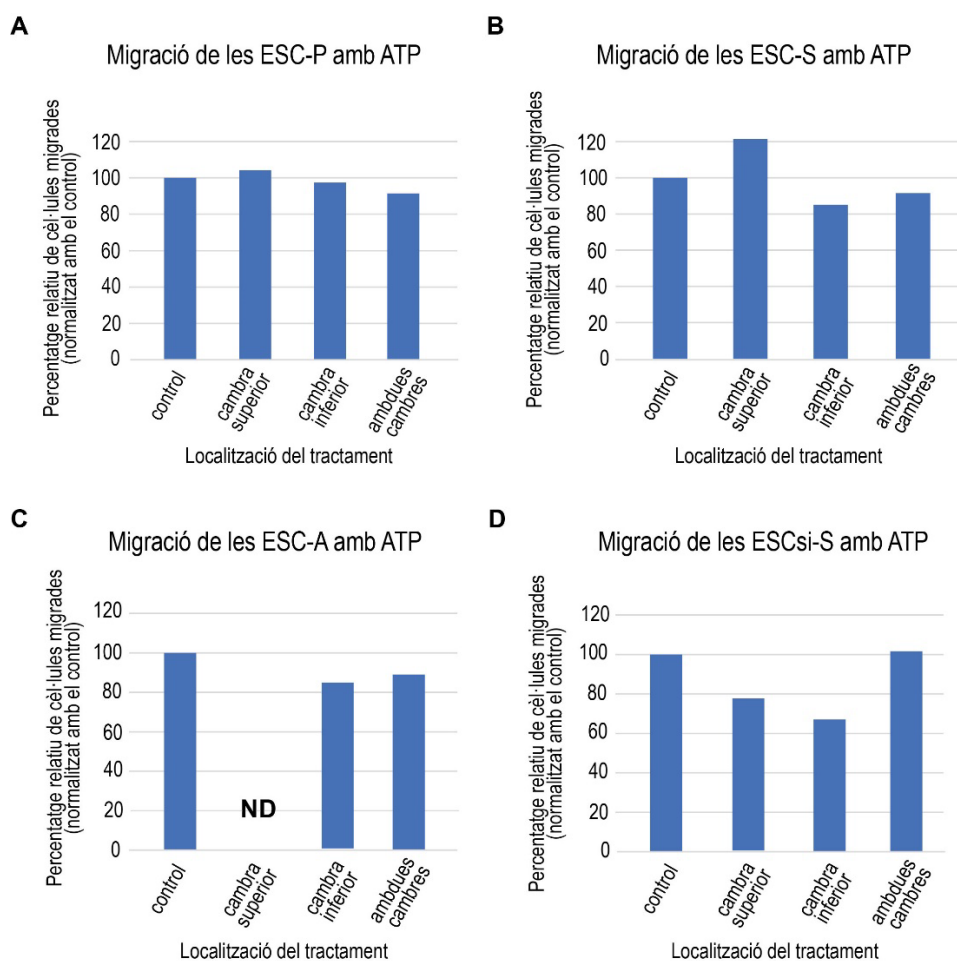 A
Migració de les ESC-P amb ATP
Percentatge relatiu de cèl·lules migrades
(normalitzat amb el control)
120
100
80
60
40
20
0
control
cambra
superior
cambra
inferior
ambdues
cambres
Localització del tractament
B
Migració de les ESC-S amb ATP
Percentatge relatiu de cèl·lules migrades
(normalitzat amb el control)
120
100
80
60
40
20
0
control
cambra
superior
cambra
inferior
ambdues
cambres
Localització del tractament
C
Migració de les ESC-A amb ATP
Percentatge relatiu de cèl·lules migrades
(normalitzat amb el control)
120
100
80
60
40
20
0
ND
control
cambra
superior
cambra
inferior
ambdues
cambres
Localització del tractament
D
Migració de les ESCsi-S amb ATP
Percentatge relatiu de cèl·lules migrades
(normalitzat amb el control)
120
100
80
60
40
20
0
control
cambra
superior
cambra
inferior
ambdues
cambres
Localització del tractament